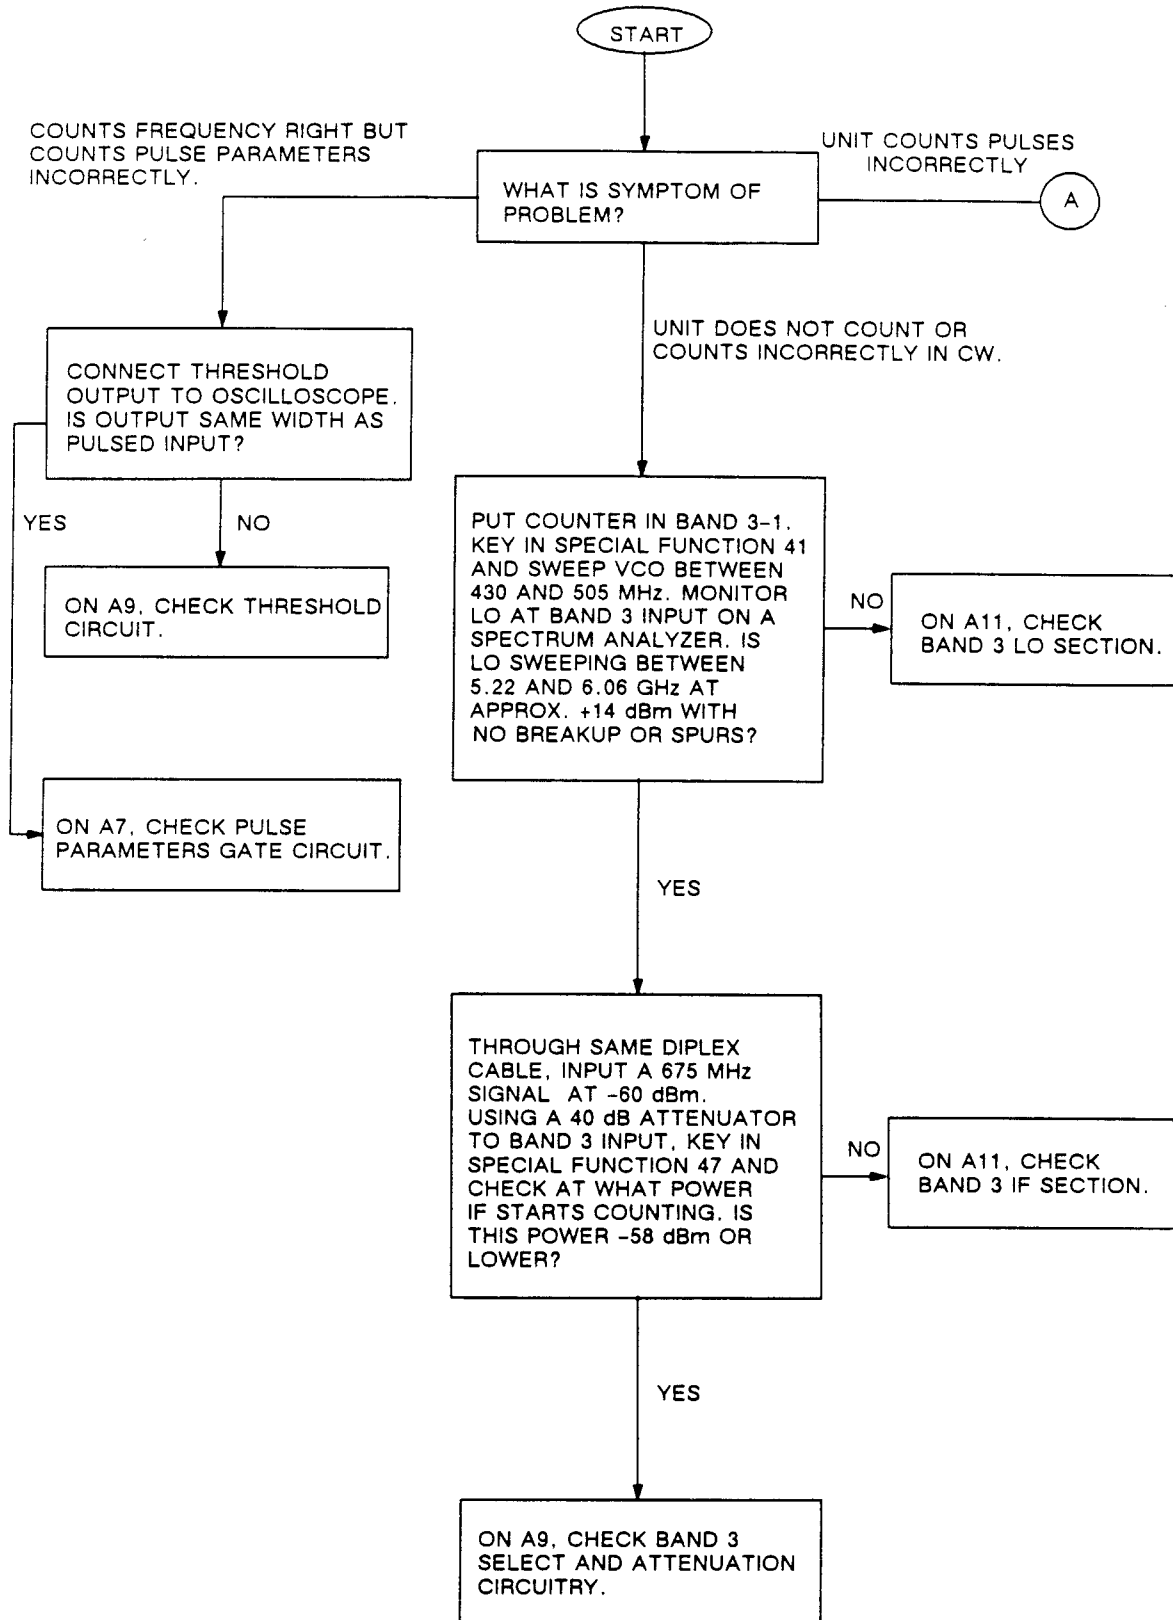 START
COUNTS FREQUENCY RIGHT BUT
COUNTS PULSE PARAMETERS
INCORRECTLY.
UNIT COUNTS PULSES
INCORRECTLY
WHAT IS SYMPTOM OF
PROBLEM?
A
CONNECT THRESHOLD
OUTPUT TO OSCILLOSCOPE.
IS OUTPUT SAME WIDTH AS
PULSED INPUT?
UNIT DOES NOT COUNT OR
COUNTS INCORRECTLY IN CW.
YES
NO
ON A9, CHECK THRESHOLD
CIRCUIT.
ON A7, CHECK PULSE
PARAMETERS GATE CIRCUIT.
PUT COUNTER IN BAND 3-1.
KEY IN SPECIAL FUNCTION 41
AND SWEEP VCO BETWEEN
430 AND 505 MHz. MONITOR
LO AT BAND 3 INPUT ON A
SPECTRUM ANALYZER. IS
LO SWEEPING BETWEEN
5.22 AND 6.06 GHz AT
APPROX. +14 dBm WITH
NO BREAKUP OR SPURS?
NO
ON A11, CHECK
BAND 3 LO SECTION.
YES
THROUGH SAME DIPLEX
CABLE, INPUT A 675 MHz
SIGNAL AT -60 dBm.
USING A 40 dB ATTENUATOR
TO BAND 3 INPUT, KEY IN
SPECIAL FUNCTION 47 AND
CHECK AT WHAT POWER
IF STARTS COUNTING. IS
THIS POWER -58 dBm OR
LOWER?
NO
ON A11, CHECK
BAND 3 IF SECTION.
YES
ON A9, CHECK BAND 3
SELECT AND ATTENUATION
CIRCUITRY.